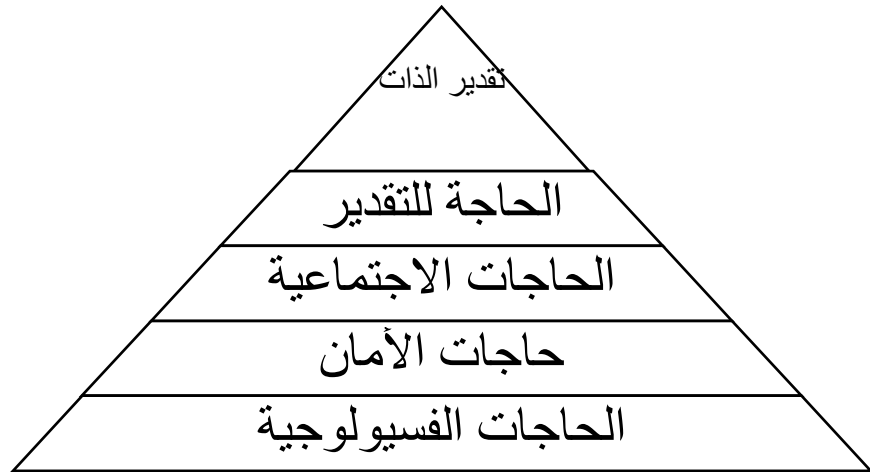 تقدير الذات
الحاجة للتقدير
الحاجات الاجتماعية
حاجات الأمان
الحاجات الفسيولوجية